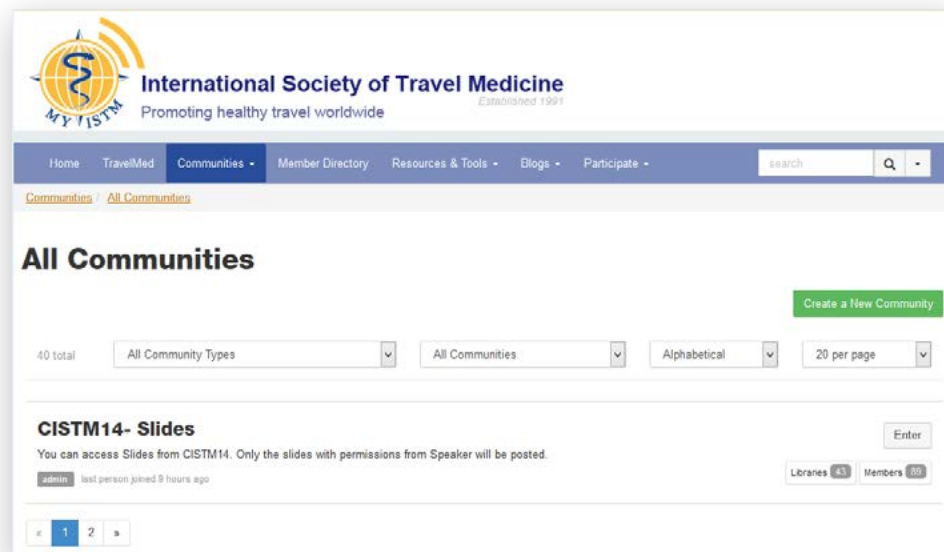 MY ISTM
International Society of Travel Medicine
Established 1991
Promoting healthy travel worldwide
Home TravelMed Communities Member Directory Resources & Tools Blogs Participate search
Communities / All Communities
All Communities
Create a New Community
40 total All Community Types All Communities Alphabetical 20 per page
CISTM14- Slides
Enter
You can access Slides from CISTM14. Only the slides with permissions from Speaker will be posted.
admin last person joined 9 hours ago
Libraries 43 Members 89
« 1 2 »